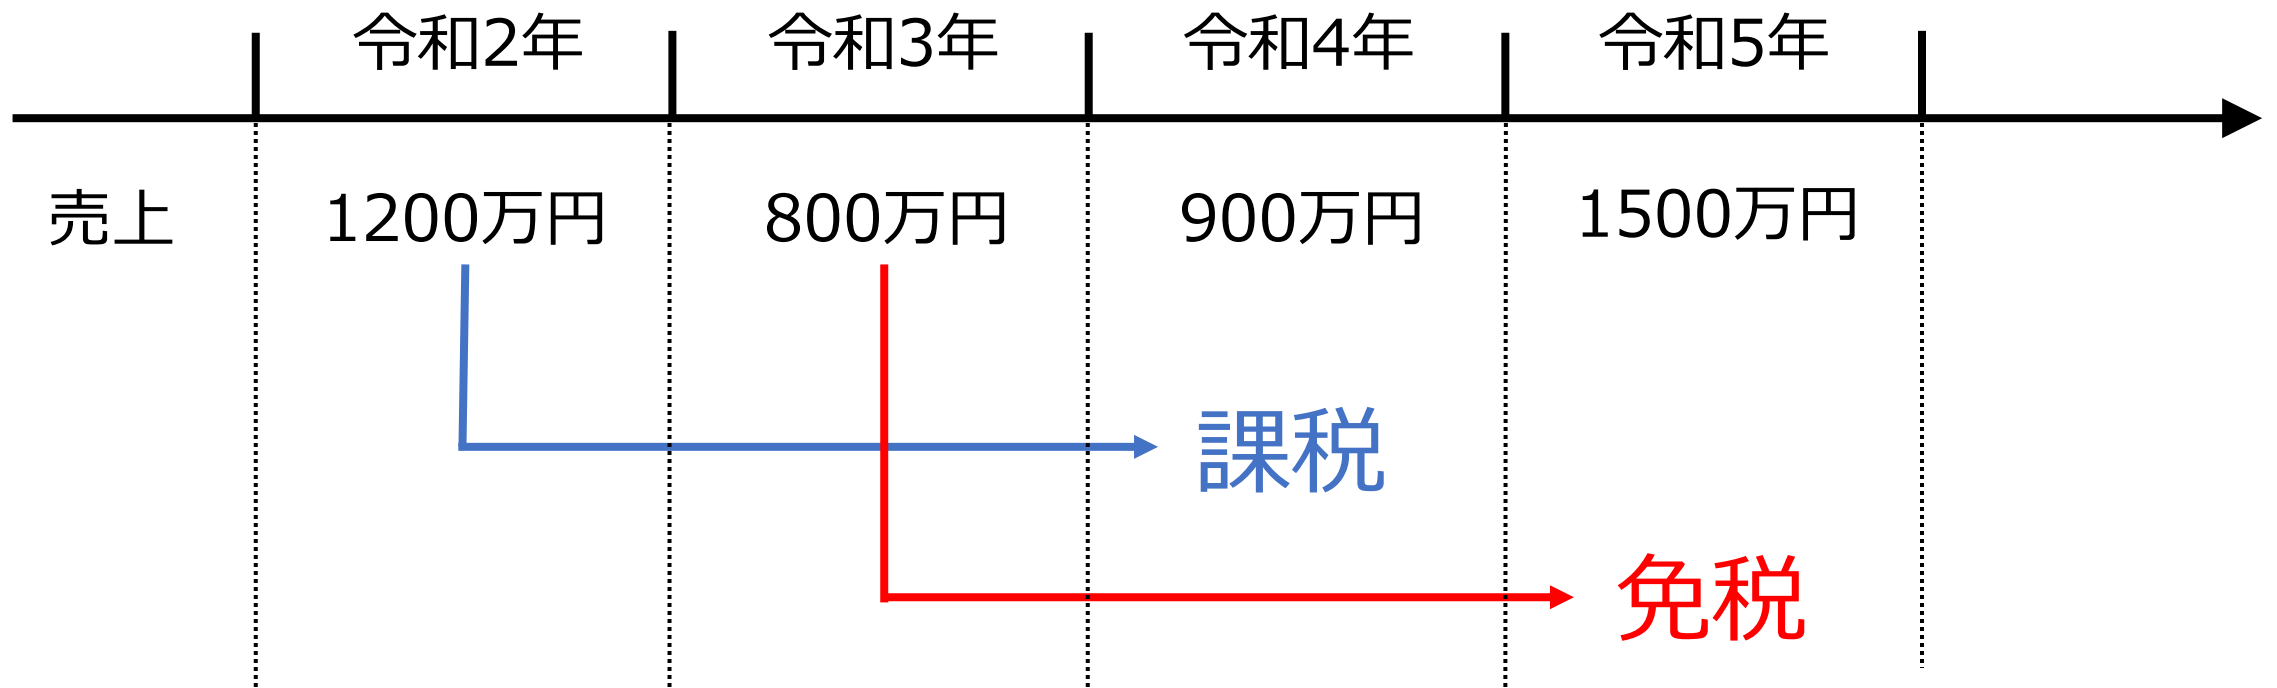 令和2年 令和3年 令和4年 令和5年
売上 1200万円 800万円 900万円 1500万円
課税
免税